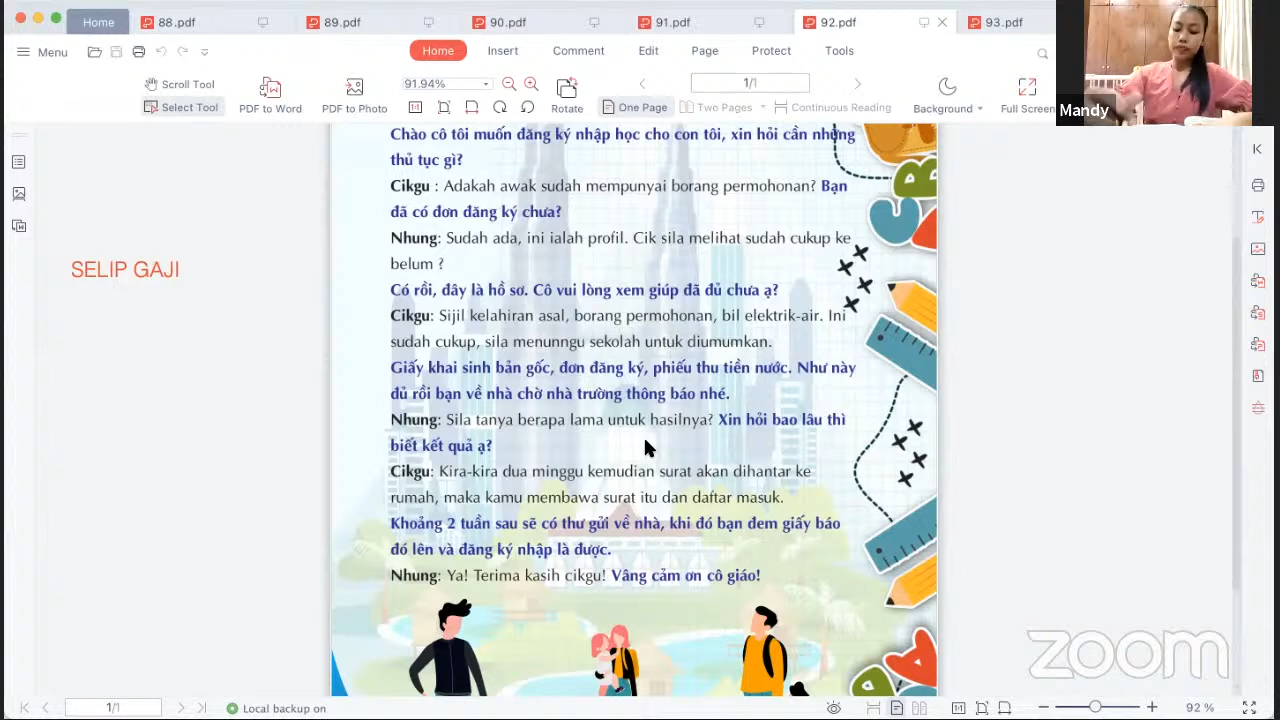 Home
88.pdf
89.pdf
90.pdf
91.pdf
92.pdf
93.pdf
Menu
Home
Insert
Comment
Edit
Page
Protect
Tools
Scroll Tool
Select Tool
PDF to Word
PDF to Photo
91.94%
Rotate
1/1
One Page
Two Pages
Continuous Reading
Background
Full Screen
Mandy
SELIP GAJI
Chào cô tôi muốn đăng ký nhập học cho con tôi, xin hỏi cần những
thủ tục gì?
Cikgu : Adakah awak sudah mempunyai borang permohonan? Bạn
đã có đơn đăng ký chưa?
Nhung: Sudah ada, ini ialah profil. Cik sila melihat sudah cukup ke
belum ?
Có rồi, đây là hồ sơ. Cô vui lòng xem giúp đã đủ chưa ạ?
Cikgu: Sijil kelahiran asal, borang permohonan, bil elektrik-air. Ini
sudah cukup, sila menunngu sekolah untuk diumumkan.
Giấy khai sinh bản gốc, đơn đăng ký, phiếu thu tiền nước. Như này
đủ rồi bạn về nhà chờ nhà trường thông báo nhé.
Nhung: Sila tanya berapa lama untuk hasilnya? Xin hỏi bao lâu thì
biết kết quả ạ?
Cikgu: Kira-kira dua minggu kemudian surat akan dihantar ke
rumah, maka kamu membawa surat itu dan daftar masuk.
Khoảng 2 tuần sau sẽ có thư gửi về nhà, khi đó bạn đem giấy báo
đó lên và đăng ký nhập là được.
Nhung: Ya! Terima kasih cikgu! Vâng cảm ơn cô giáo!
B
C
A
zoom
1/1
Local backup on
92 %